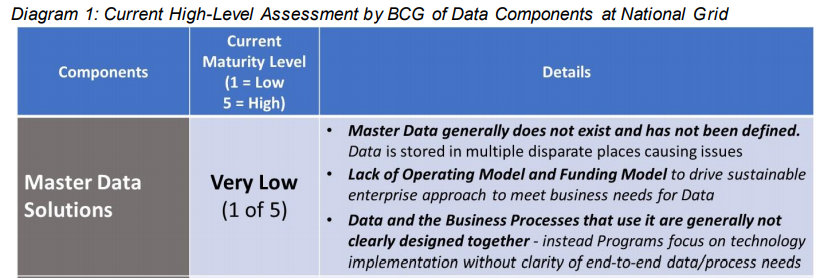 Diagram 1: Current High-Level Assessment by BCG of Data Components at National Grid
Components
Current
Maturity Level
(1 = Low
5 = High)
Details
Master Data
Solutions
Very Low
(1 of 5)
• Master Data generally does not exist and has not been defined.
Data is stored in multiple disparate places causing issues
• Lack of Operating Model and Funding Model to drive sustainable
enterprise approach to meet business needs for Data
• Data and the Business Processes that use it are generally not
clearly designed together - instead Programs focus on technology
implementation without clarity of end-to-end data/process needs